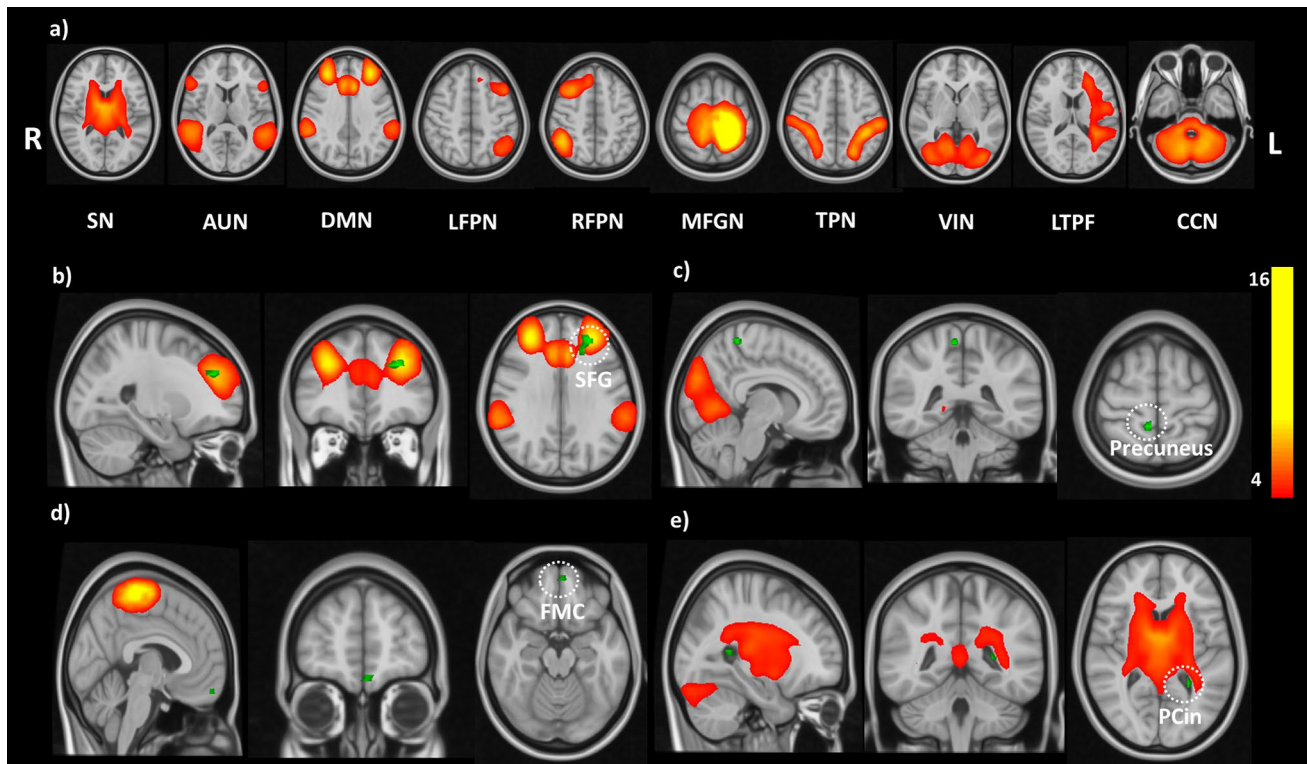 a)
R
L
SN AUN DMN LFPN RFPN MFGN TPN VIN LTPF CCN
b)
SFG
c)
Precuneus
16
4
d)
FMC
e)
PCin